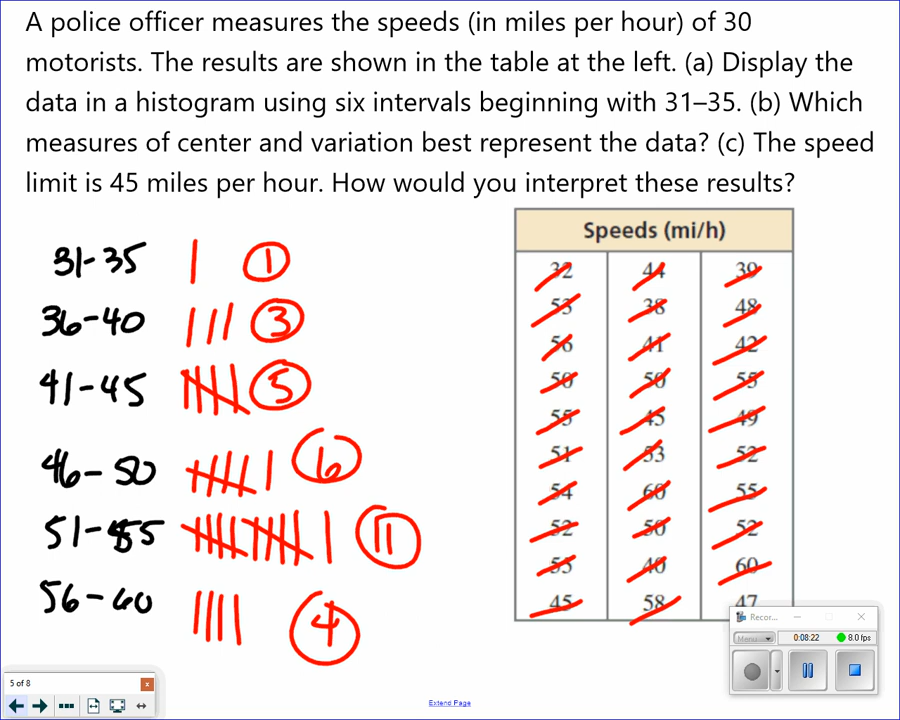 A police officer measures the speeds (in miles per hour) of 30
motorists. The results are shown in the table at the left. (a) Display the
data in a histogram using six intervals beginning with 31–35. (b) Which
measures of center and variation best represent the data? (c) The speed
limit is 45 miles per hour. How would you interpret these results?
31-35 1
36-40 3
41-45 5
46-50 6
51-55 11
56-60 4
Speeds (mi/h)
32 44 39
53 38 48
56 41 42
50 50 55
55 45 49
51 53 52
54 60 55
52 50 52
55 40 60
45 58 47
Recor...
Menu 0:08:22 8.0 fps
5 of 8
Extend Page